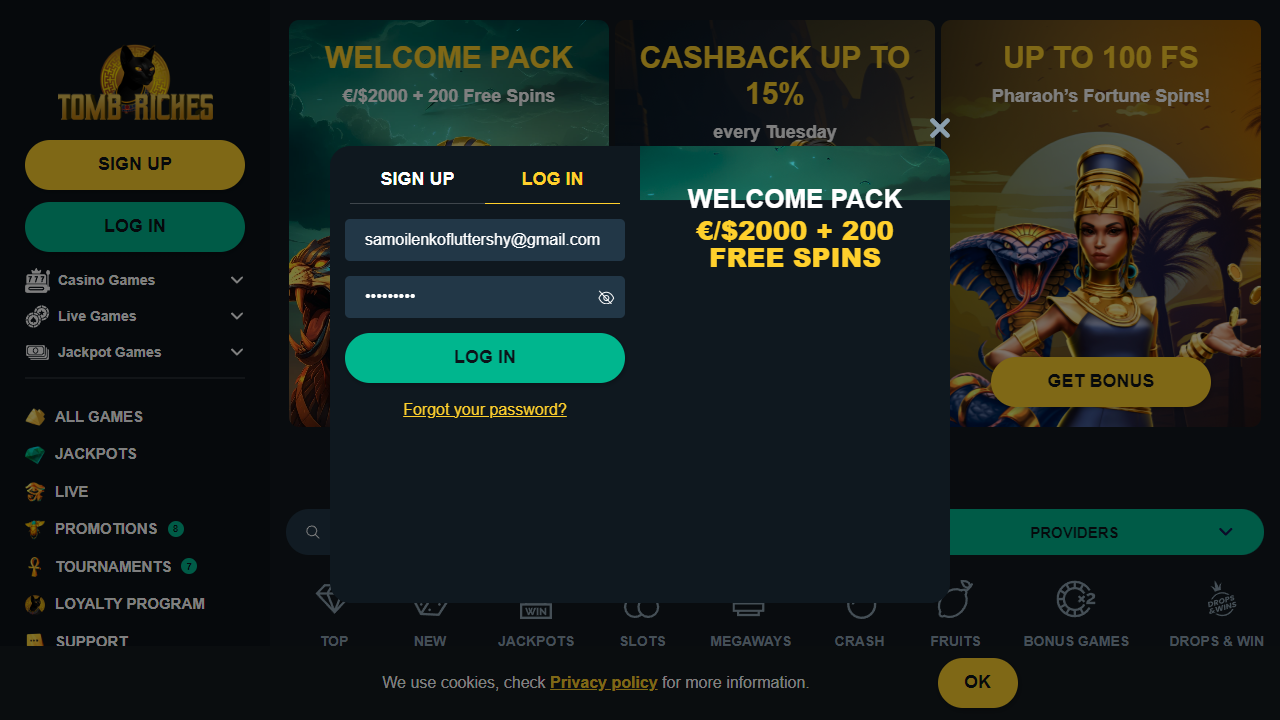 TOMB RICHES
SIGN UP
LOG IN
Casino Games
Live Games
Jackpot Games
ALL GAMES
JACKPOTS
LIVE
PROMOTIONS 8
TOURNAMENTS 7
LOYALTY PROGRAM
SUPPORT
WELCOME PACK
€/$2000 + 200 Free Spins
CASHBACK UP TO
15%
every Tuesday
UP TO 100 FS
Pharaoh’s Fortune Spins!
GET BONUS
SIGN UP
LOG IN
samoilenkofluttershy@gmail.com
•••••••••
LOG IN
Forgot your password?
WELCOME PACK
€/$2000 + 200
FREE SPINS
PROVIDERS
TOP
NEW
WIN
JACKPOTS
SLOTS
MEGAWAYS
CRASH
FRUITS
x2
BONUS GAMES
DROPS
&WINS
DROPS & WIN
We use cookies, check Privacy policy for more information.
OK